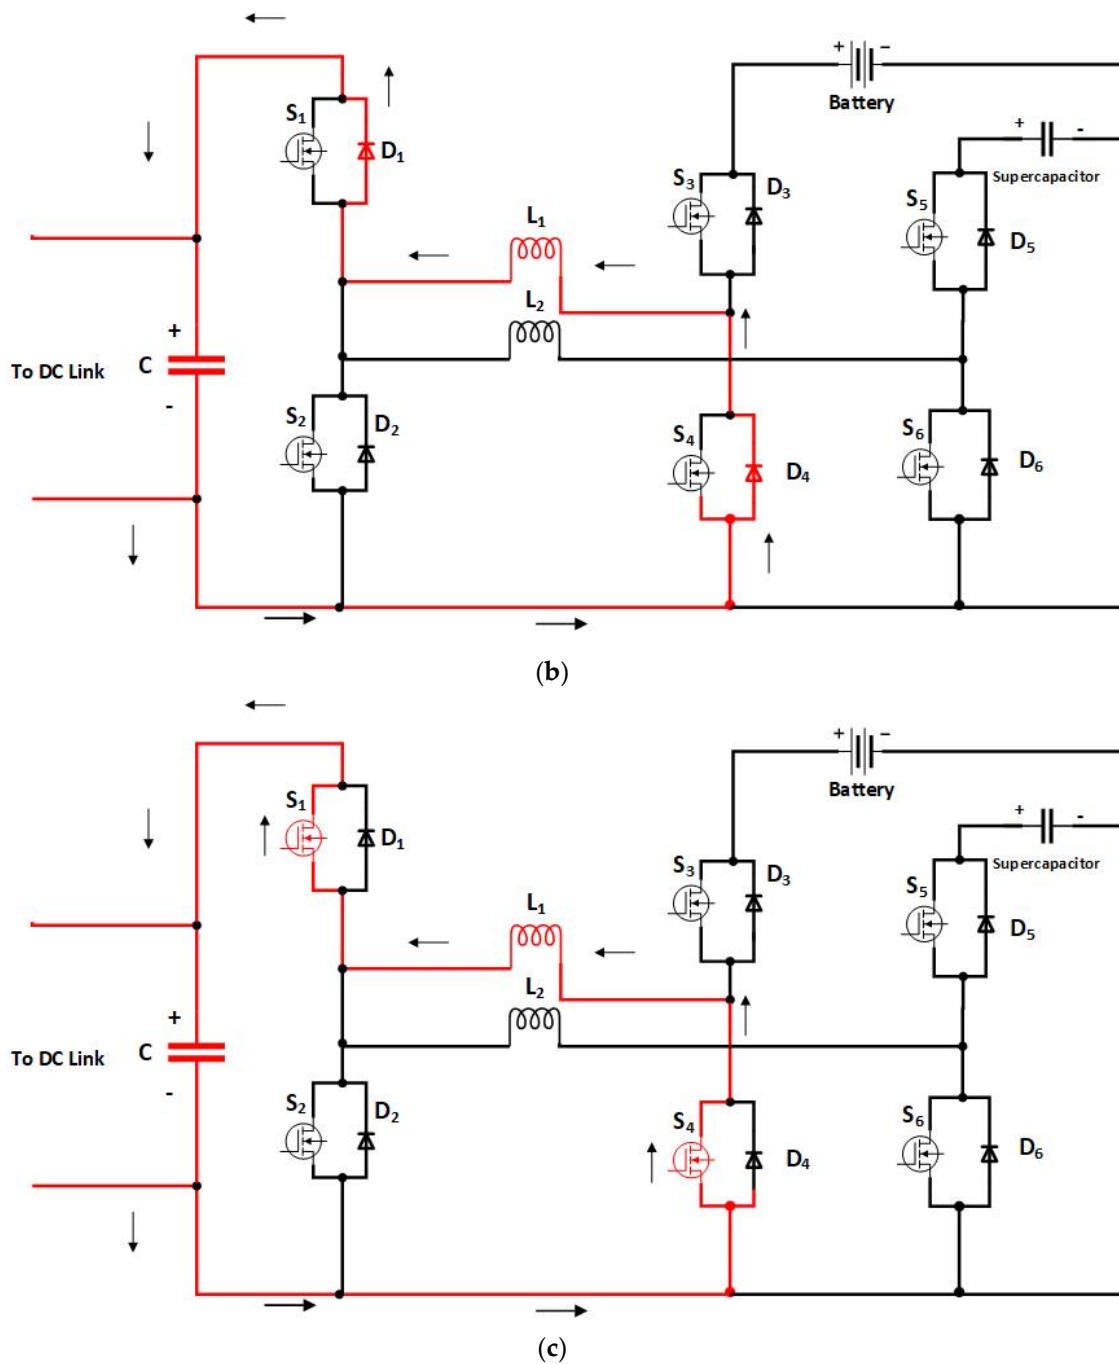 + −
Battery
S1
D1
+ -
Supercapacitor
S3
D3
S5
D5
L1
L2
+
To DC Link
C
-
S2
D2
S4
D4
S6
D6
(b)
+ −
Battery
S1
D1
+ -
Supercapacitor
S3
D3
S5
D5
L1
L2
+
To DC Link
C
-
S2
D2
S4
D4
S6
D6
(c)